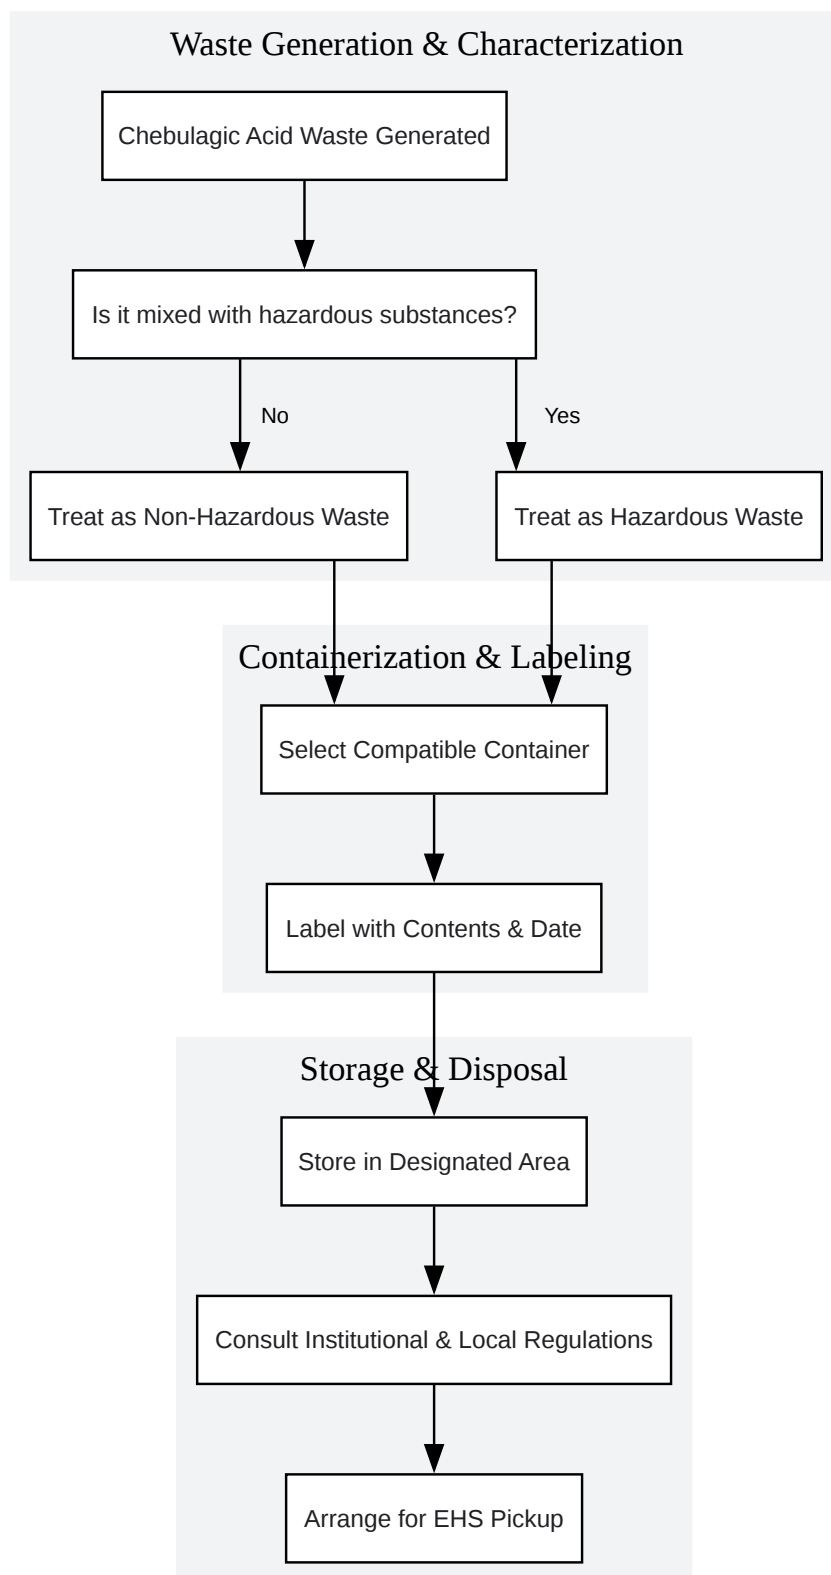 Waste Generation & Characterization
Chebulagic Acid Waste Generated
Is it mixed with hazardous substances?
No
Yes
Treat as Non-Hazardous Waste
Treat as Hazardous Waste
Containerization & Labeling
Select Compatible Container
Label with Contents & Date
Storage & Disposal
Store in Designated Area
Consult Institutional & Local Regulations
Arrange for EHS Pickup